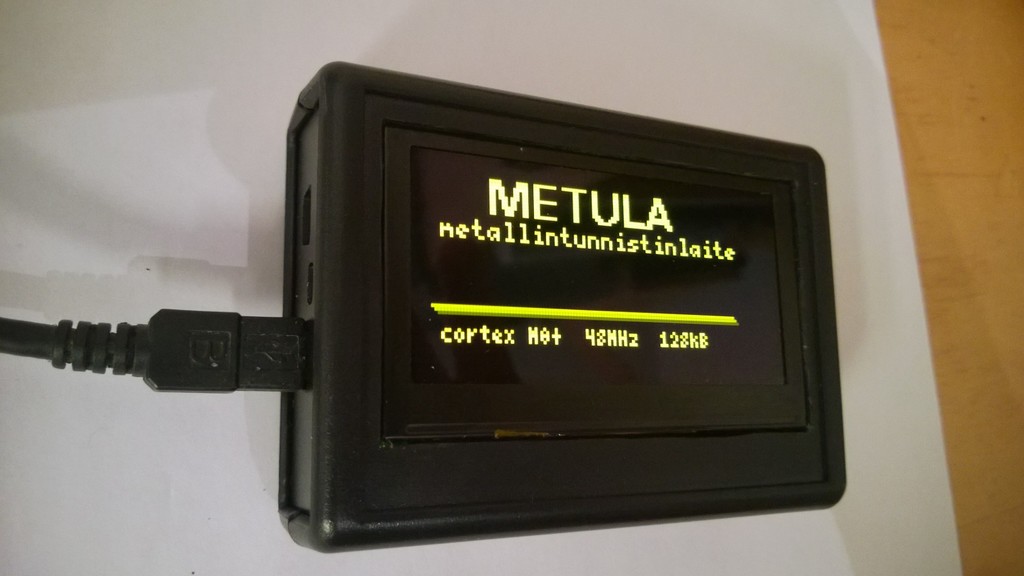 METULA
metallintunnistinlaite
cortex M0+ 48MHz 128kB